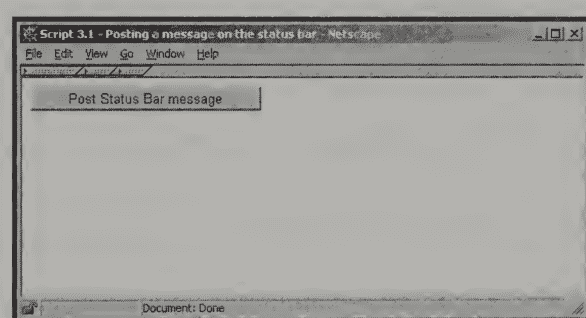 Script 3.1 - Posting a message on the status bar - Netscape
File Edit View Go Window Help
Post Status Bar message
Document: Done